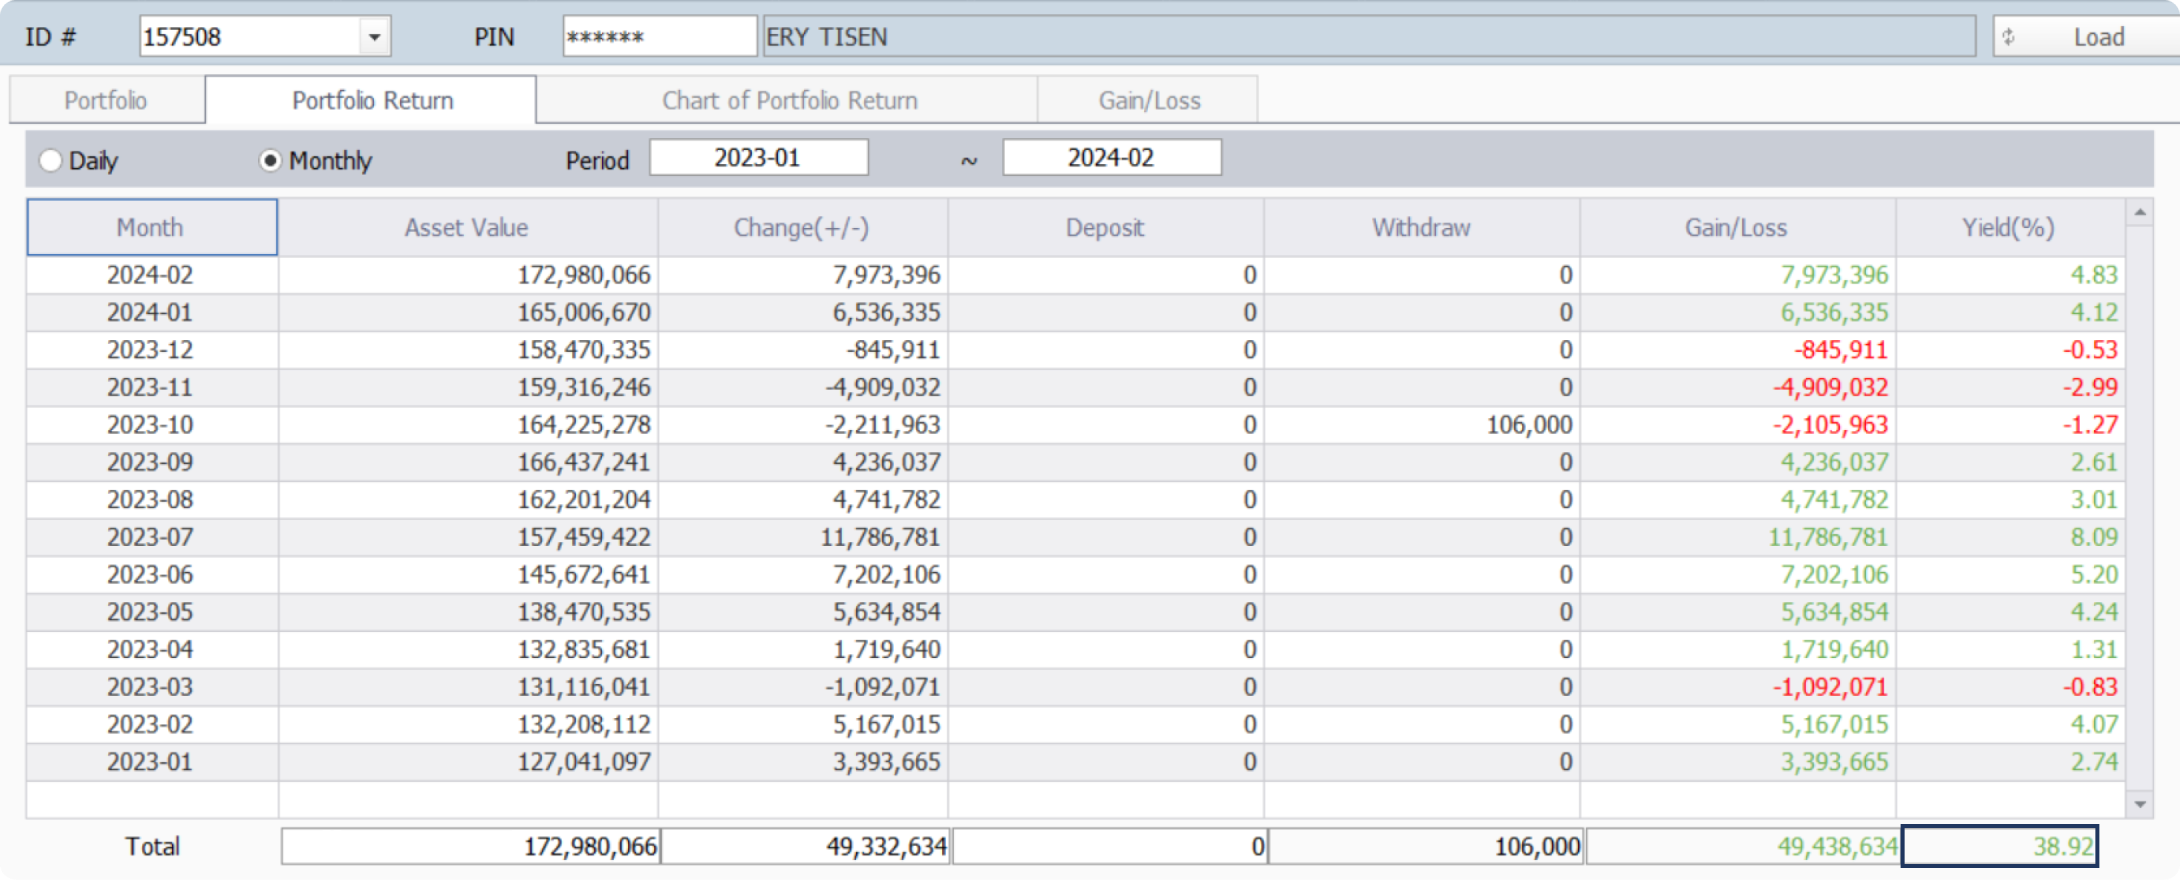 ID # 157508 PIN ****** ERY TISEN Load
Portfolio Portfolio Return Chart of Portfolio Return Gain/Loss
Daily Monthly Period 2023-01 ~ 2024-02
Month Asset Value Change(+/-) Deposit Withdraw Gain/Loss Yield(%)
2024-02 172,980,066 7,973,396 0 0 7,973,396 4.83
2024-01 165,006,670 6,536,335 0 0 6,536,335 4.12
2023-12 158,470,335 -845,911 0 0 -845,911 -0.53
2023-11 159,316,246 -4,909,032 0 0 -4,909,032 -2.99
2023-10 164,225,278 -2,211,963 0 106,000 -2,105,963 -1.27
2023-09 166,437,241 4,236,037 0 0 4,236,037 2.61
2023-08 162,201,204 4,741,782 0 0 4,741,782 3.01
2023-07 157,459,422 11,786,781 0 0 11,786,781 8.09
2023-06 145,672,641 7,202,106 0 0 7,202,106 5.20
2023-05 138,470,535 5,634,854 0 0 5,634,854 4.24
2023-04 132,835,681 1,719,640 0 0 1,719,640 1.31
2023-03 131,116,041 -1,092,071 0 0 -1,092,071 -0.83
2023-02 132,208,112 5,167,015 0 0 5,167,015 4.07
2023-01 127,041,097 3,393,665 0 0 3,393,665 2.74
Total 172,980,066 49,332,634 0 106,000 49,438,634 38.92